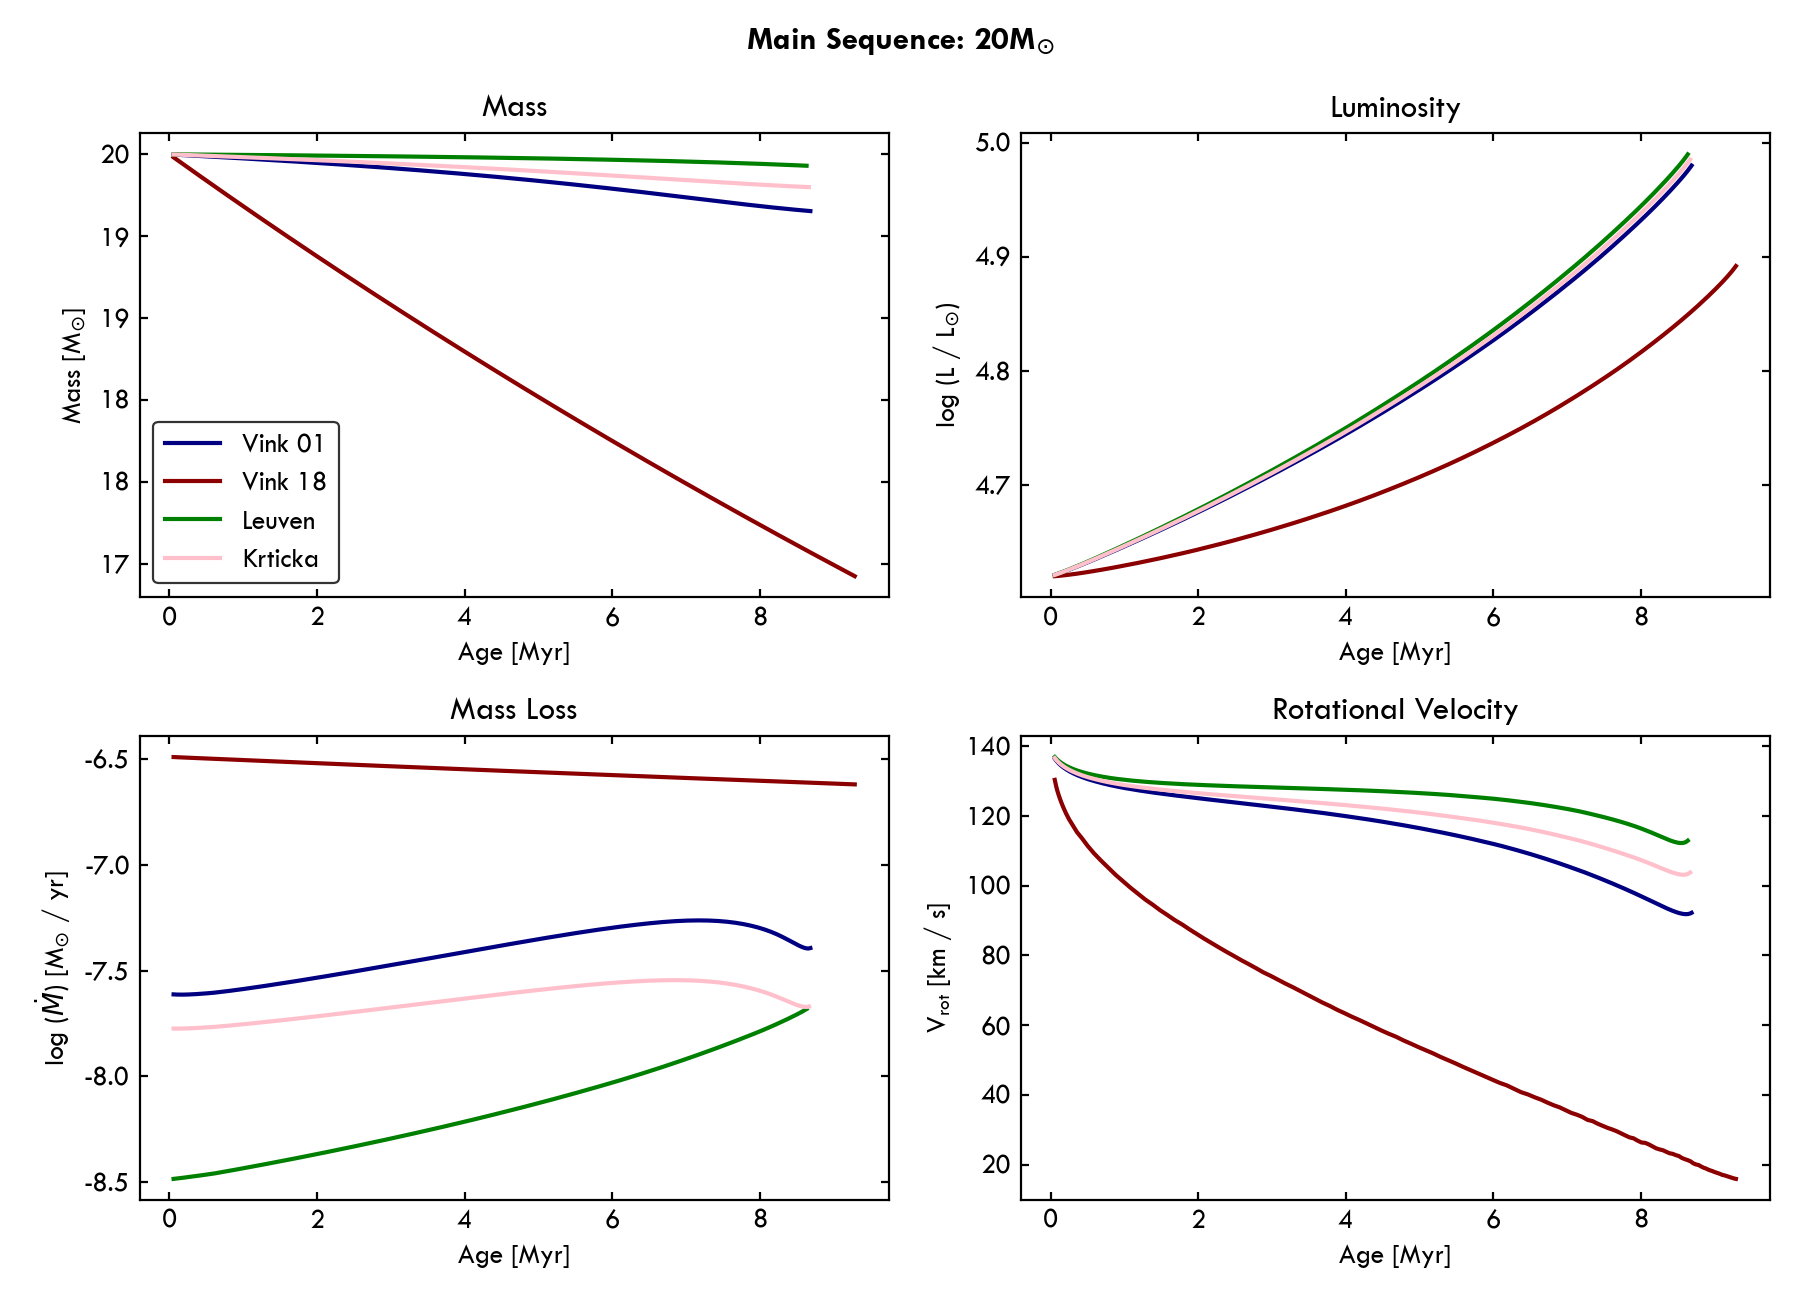 Main Sequence: 20M☉
Mass
20
19
19
18
18
17
Mass [M☉]
Vink 01
Vink 18
Leuven
Krticka
0 2 4 6 8
Age [Myr]
Luminosity
5.0
4.9
4.8
4.7
log (L / L☉)
0 2 4 6 8
Age [Myr]
Mass Loss
-6.5
-7.0
-7.5
-8.0
-8.5
log (Ṁ) [M☉ / yr]
0 2 4 6 8
Age [Myr]
Rotational Velocity
140
120
100
80
60
40
20
Vrot [km / s]
0 2 4 6 8
Age [Myr]